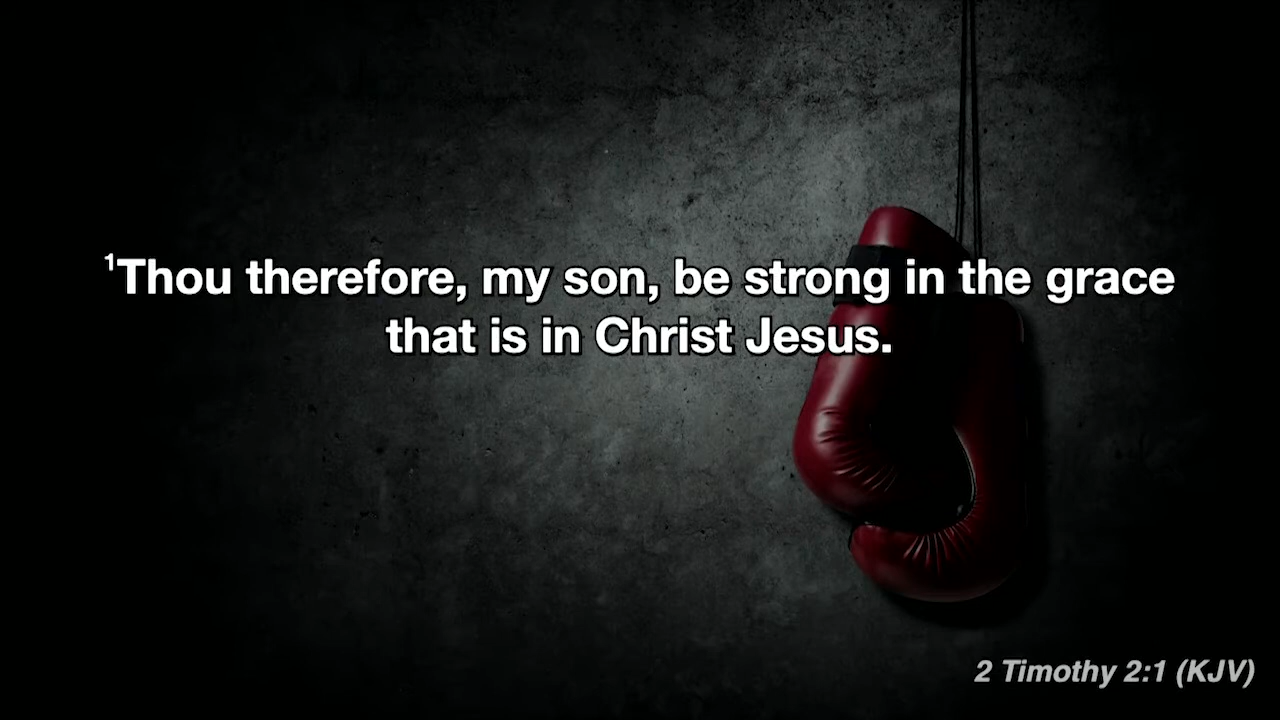 ¹Thou therefore, my son, be strong in the grace
that is in Christ Jesus.
2 Timothy 2:1 (KJV)